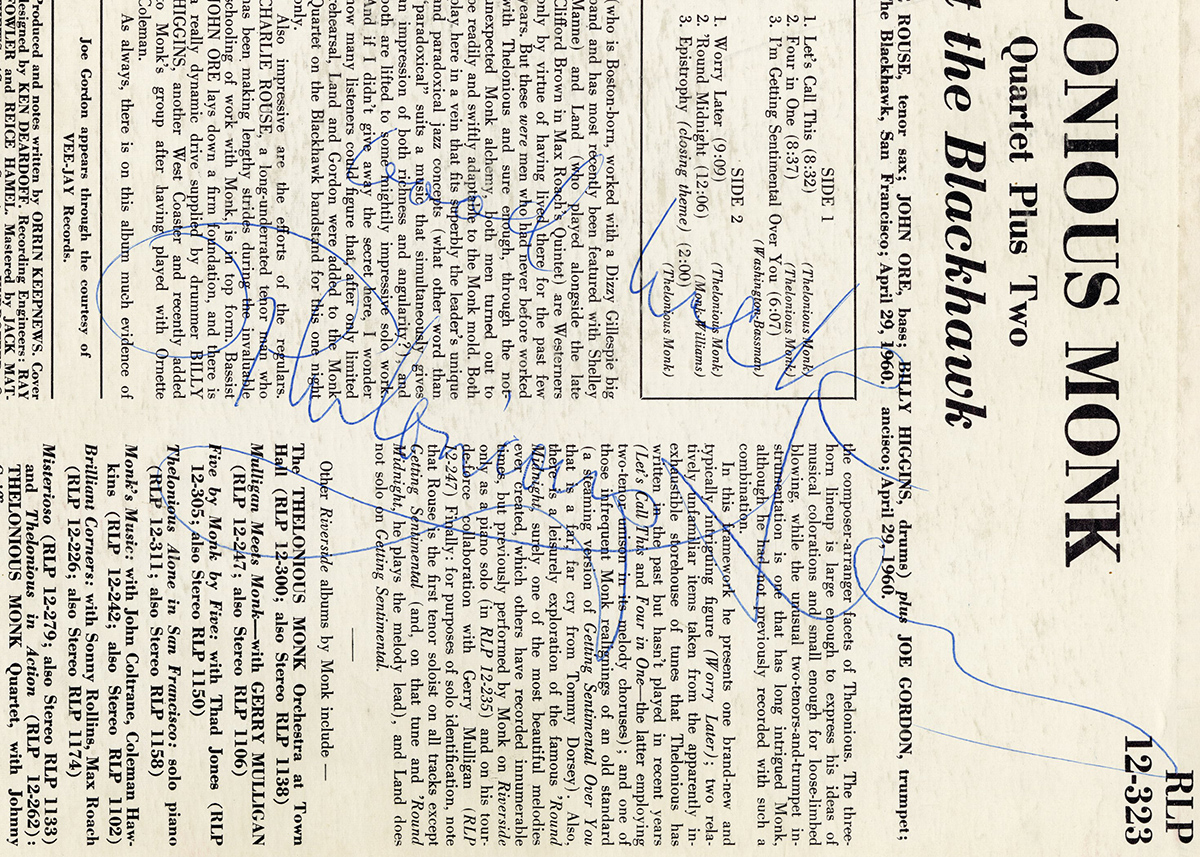 RLP
12-323
LONIOUS MONK
Quartet Plus Two
t the Blackhawk
ROUSE, tenor sax; JOHN ORE, bass; BILLY HIGGINS, drums) plus JOE GORDON, trumpet;
he Blackhawk, San Francisco; April 29, 1960. ancisco; April 29, 1960.
SIDE 1
1. Let's Call This (8:32) (Thelonious Monk)
2. Four in One (8:37) (Thelonious Monk)
3. I'm Getting Sentimental Over You (6:07)
(Washington-Bassman)
SIDE 2
1. Worry Later (9:09) (Thelonious Monk)
2. 'Round Midnight (12:06) (Monk-Williams)
3. Epistrophy (closing theme) (2:00) (Thelonious Monk)
(who is Boston-born, worked with a Dizzy Gillespie big
band and has most recently been featured with Shelley
Manne) and Land (who played alongside the late
Clifford Brown in Max Roach's Quintet) are Westerners
only by virtue of having lived there for the past few
years. But these were men who had never before worked
with Thelonious and sure enough, through the not-
unexpected Monk alchemy, both men turned out to
be readily and swiftly adaptable to the Monk mold. Both
play here in a vein that fits superbly the leader's unique
and paradoxical jazz concepts (what other word than
"paradoxical" suits a music that simultaneously gives
an impression of both richness and angularity?), and
both are lifted to some mightily impressive solo work.
And if I didn't give away the secret here, I wonder
how many listeners could figure that, after only limited
rehearsal, Land and Gordon were added to the Monk
Quartet on the Blackhawk bandstand for this one night
only.
Also impressive are the efforts of the regulars.
CHARLIE ROUSE, a long-underrated tenor man who
has been making lengthy strides during the invaluable
schooling of work with Monk, is in top form. Bassist
JOHN ORE lays down a firm foundation, and there is
a really dynamic drive supplied by drummer BILLY
HIGGINS, another West Coaster and recently added
to Monk's group after having played with Ornette
Coleman.
As always, there is on this album much evidence of
Joe Gordon appears through the courtesy of
VEE-JAY Records.
Produced and notes written by ORRIN KEEPNEWS. Cover
designed by KEN DEARDOFF. Recording Engineers: RAY
FOWLER and REICE HAMEL. Mastered by JACK MAT-
the composer-arranger facets of Thelonious. The three-
horn lineup is large enough to express his ideas of
musical colorations and small enough for loose-limbed
blowing, while the unusual two-tenors-and-trumpet in-
strumentation is one that has long intrigued Monk,
although he had not previously recorded with such a
combination.
In this framework he presents one brand-new and
typically intriguing figure (Worry Later); two rela-
tively unfamiliar items taken from the apparently in-
exhaustible storehouse of tunes that Thelonious has
written in the past but hasn't played in recent years
(Let's Call This and Four in One—the latter employing
two-tenor unison in its melody choruses); and one of
those infrequent Monk realignings of an old standard
(a steaming version of Getting Sentimental Over You
that is a far, far cry from Tommy Dorsey). Also,
there is a leisurely exploration of the famous 'Round
Midnight, surely one of the most beautiful melodies
ever created, which others have recorded innumerable
times, but previously performed by Monk on Riverside
only as a piano solo (in RLP 12-235) and on his tour-
de-force collaboration with Gerry Mulligan (RLP
12-247) Finally: for purposes of solo identification, note
that Rouse is the first tenor soloist on all tracks except
Getting Sentimental (and, on that tune and 'Round
Midnight, he plays the melody lead), and Land does
not solo on Getting Sentimental.
Other Riverside albums by Monk include —
The THELONIOUS MONK Orchestra at Town
Hall (RLP 12-300; also Stereo RLP 1138)
Mulligan Meets Monk—with GERRY MULLIGAN
(RLP 12-247; also Stereo RLP 1106)
Five by Monk by Five: with Thad Jones (RLP
12-305; also Stereo RLP 1150)
Thelonious Alone in San Francisco: solo piano
(RLP 12-311; also Stereo RLP 1158)
Monk's Music: with John Coltrane, Coleman Haw-
kins (RLP 12-242; also Stereo RLP 1102)
Brilliant Corners: with Sonny Rollins, Max Roach
(RLP 12-226; also Stereo RLP 1174)
Misterioso (RLP 12-279; also Stereo RLP 1133)
and Thelonious in Action (RLP 12-262):
THELONIOUS MONK Quartet, with Johnny